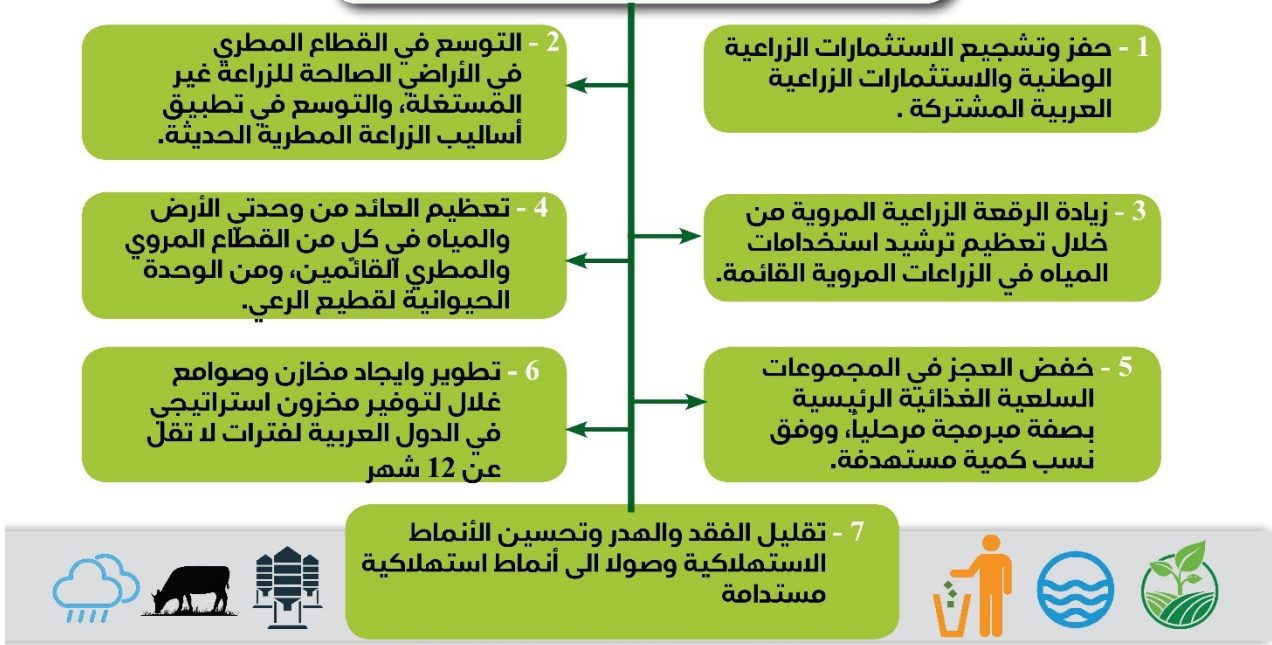 1 - حفز وتشجيع الاستثمارات الزراعية
الوطنية والاستثمارات الزراعية
العربية المشتركة .
2 - التوسع في القطاع المطري
في الأراضي الصالحة للزراعة غير
المستغلة، والتوسع في تطبيق
أساليب الزراعة المطرية الحديثة.
3 - زيادة الرقعة الزراعية المروية من
خلال تعظيم ترشيد استخدامات
المياه في الزراعات المروية القائمة.
4 - تعظيم العائد من وحدتي الأرض
والمياه في كلٍ من القطاع المروي
والمطري القائمين، ومن الوحدة
الحيوانية لقطيع الرعي.
5 - خفض العجز في المجموعات
السلعية الغذائية الرئيسية
بصفة مبرمجة مرحلياً، ووفق
نسب كمية مستهدفة.
6 - تطوير وايجاد مخازن وصوامع
غلال لتوفير مخزون استراتيجي
في الدول العربية لفترات لا تقل
عن 12 شهر
7 - تقليل الفقد والهدر وتحسين الأنماط
الاستهلاكية وصولا الى أنماط استهلاكية
مستدامة